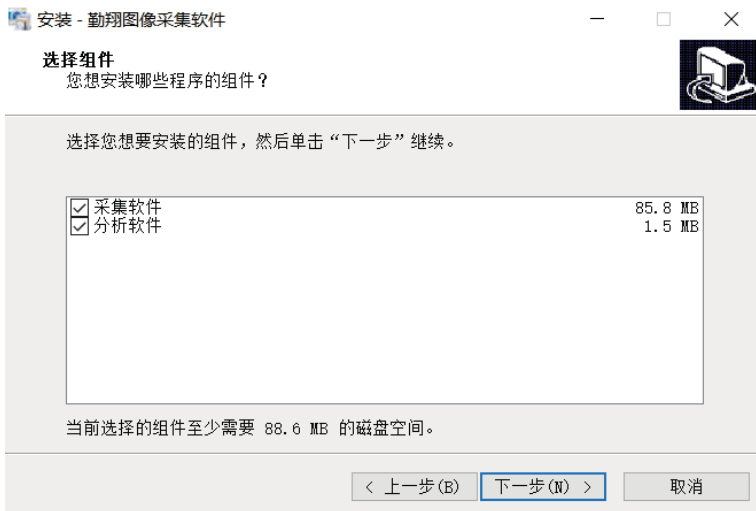 安装 - 勤翔图像采集软件
选择组件
您想安装哪些程序的组件？
选择您想要安装的组件，然后单击“下一步”继续。
采集软件 85.8 MB
分析软件 1.5 MB
当前选择的组件至少需要 88.6 MB 的磁盘空间。
< 上一步(B) 下一步(N) > 取消